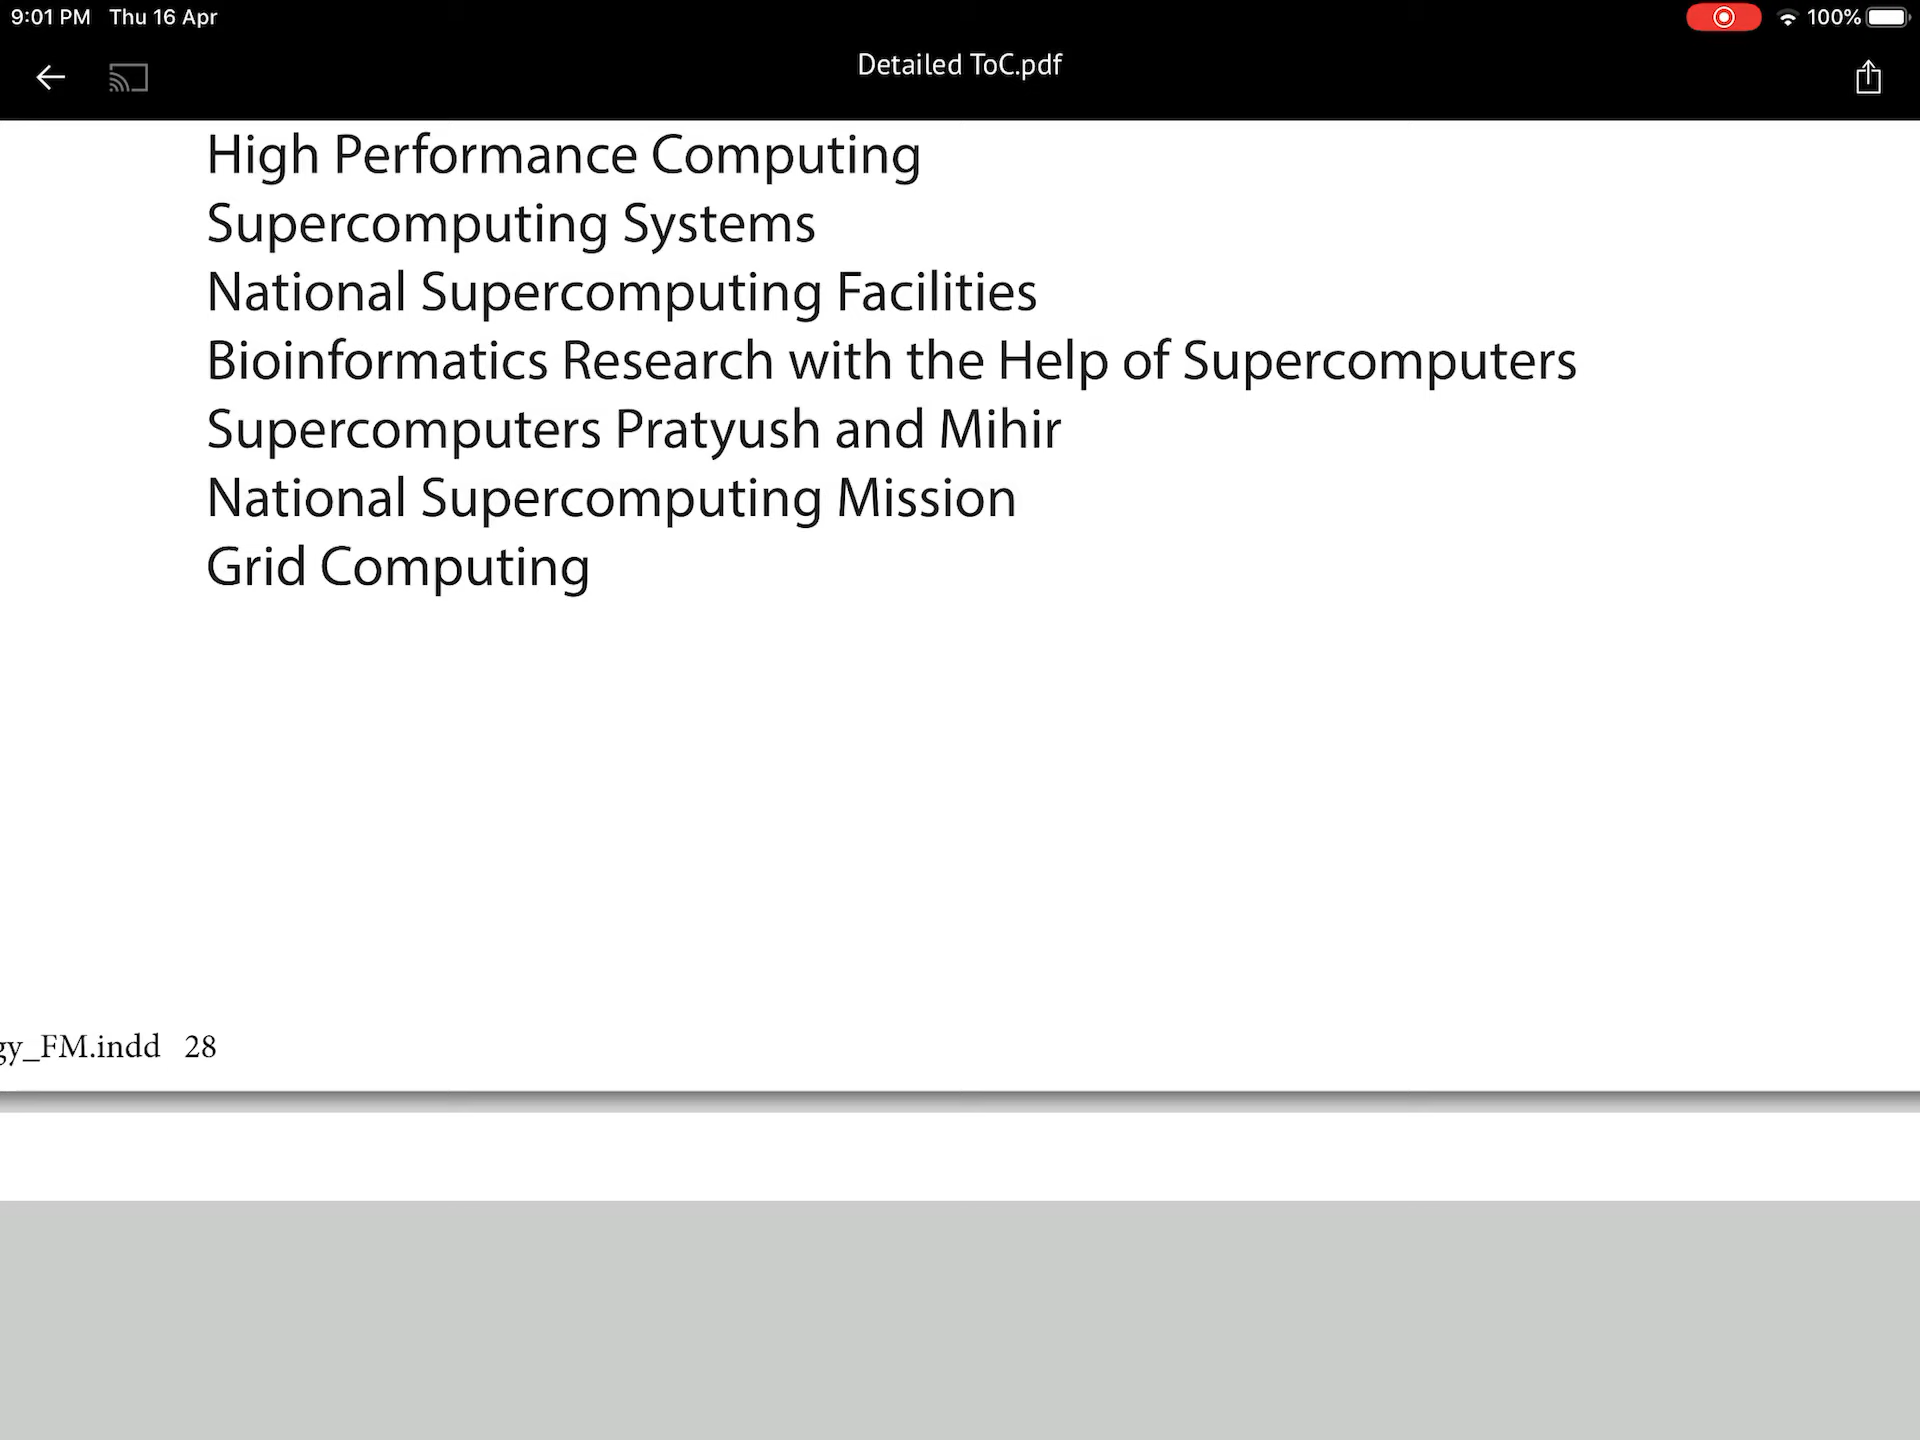 9:01 PM Thu 16 Apr
100%
Detailed ToC.pdf
High Performance Computing
Supercomputing Systems
National Supercomputing Facilities
Bioinformatics Research with the Help of Supercomputers
Supercomputers Pratyush and Mihir
National Supercomputing Mission
Grid Computing
gy_FM.indd 28